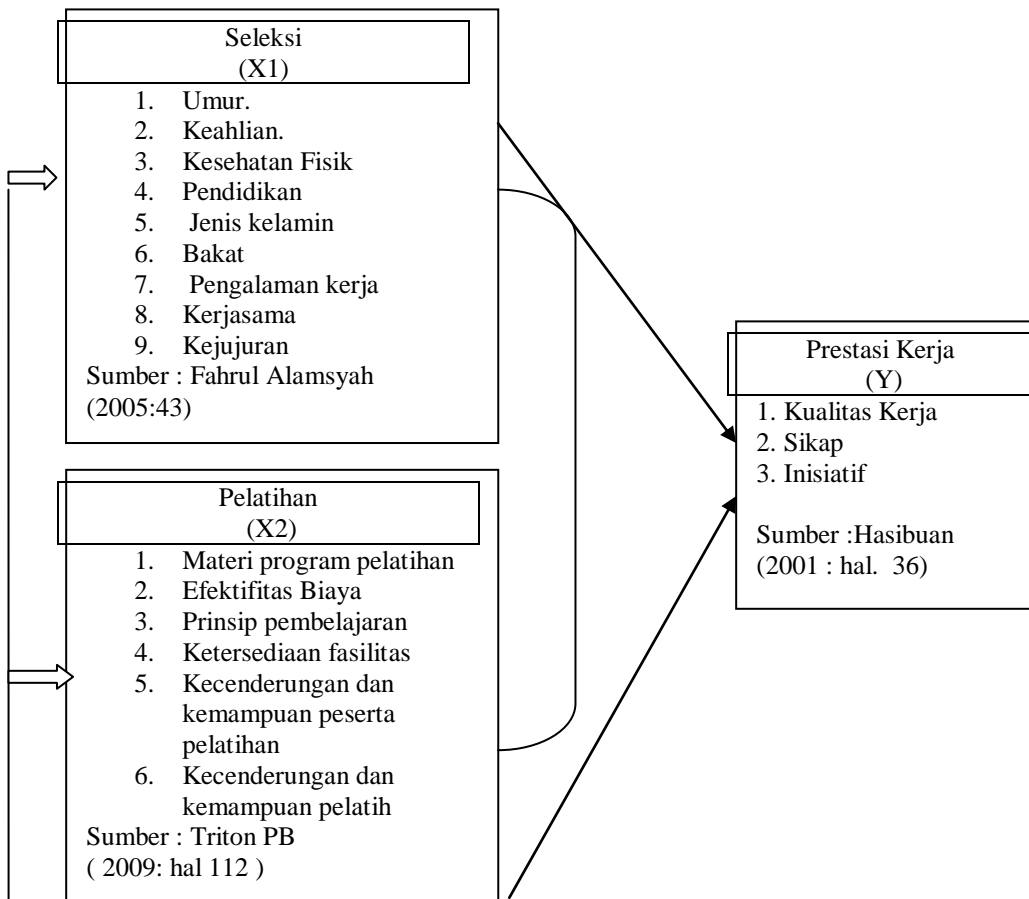 Seleksi
(X1)
1. Umur.
2. Keahlian.
3. Kesehatan Fisik
4. Pendidikan
5. Jenis kelamin
6. Bakat
7. Pengalaman kerja
8. Kerjasama
9. Kejujuran
Sumber : Fahrul Alamsyah
(2005:43)
Pelatihan
(X2)
1. Materi program pelatihan
2. Efektifitas Biaya
3. Prinsip pembelajaran
4. Ketersediaan fasilitas
5. Kecenderungan dan
kemampuan peserta
pelatihan
6. Kecenderungan dan
kemampuan pelatih
Sumber : Triton PB
( 2009: hal 112 )
Prestasi Kerja
(Y)
1. Kualitas Kerja
2. Sikap
3. Inisiatif
Sumber :Hasibuan
(2001 : hal. 36)